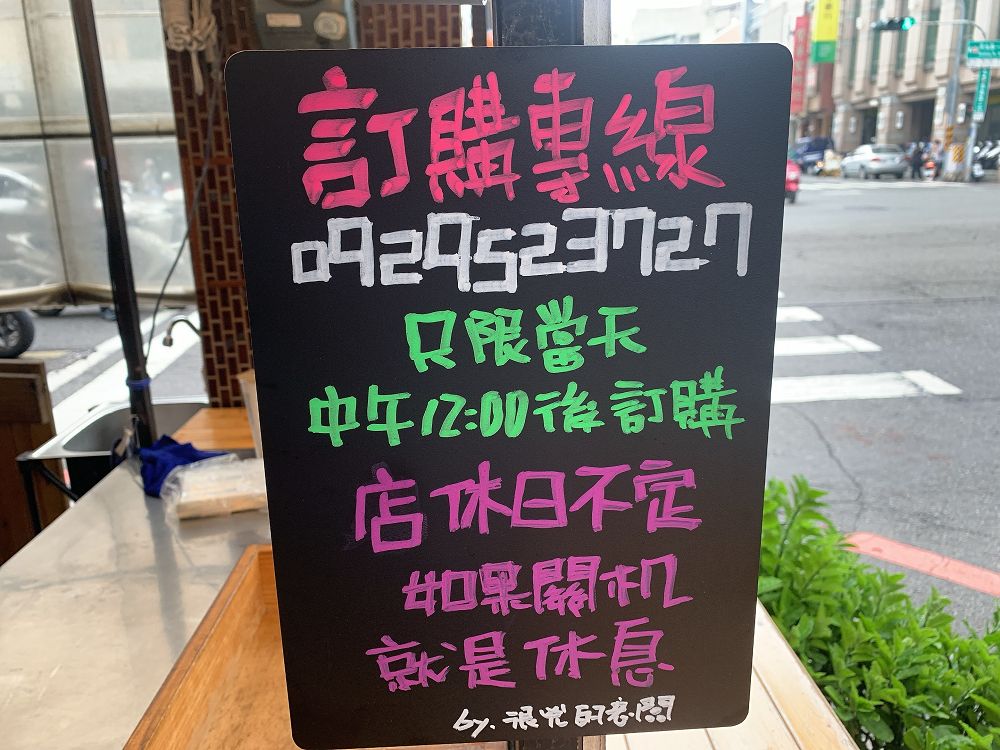 訂購專線
0929523727
只限當天
中午12:00後訂購
店休日不定
如果關机
就是休息
by.